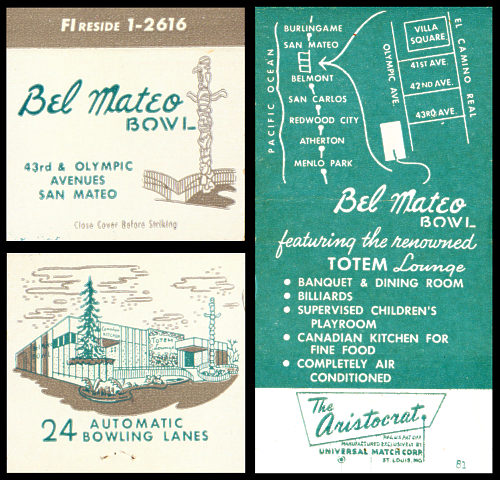 FIRESIDE 1-2616
Bel Mateo
BOWL
43rd & OLYMPIC
AVENUES
SAN MATEO
Close Cover Before Striking
TOTEM
Lounge
24 AUTOMATIC
BOWLING LANES
PACIFIC OCEAN
BURLINGAME
SAN MATEO
BELMONT
SAN CARLOS
REDWOOD CITY
ATHERTON
MENLO PARK
OLYMPIC AVE.
VILLA
SQUARE
41ST AVE.
42ND AVE.
43RD AVE.
EL CAMINO REAL
Bel Mateo
BOWL
featuring the renowned
TOTEM Lounge
• BANQUET & DINING ROOM
• BILLIARDS
• SUPERVISED CHILDREN'S
PLAYROOM
• CANADIAN KITCHEN FOR
FINE FOOD
• COMPLETELY AIR
CONDITIONED
The
Aristocrat
MANUFACTURED EXCLUSIVELY BY
UNIVERSAL MATCH CORP.
ST. LOUIS, MO.
81